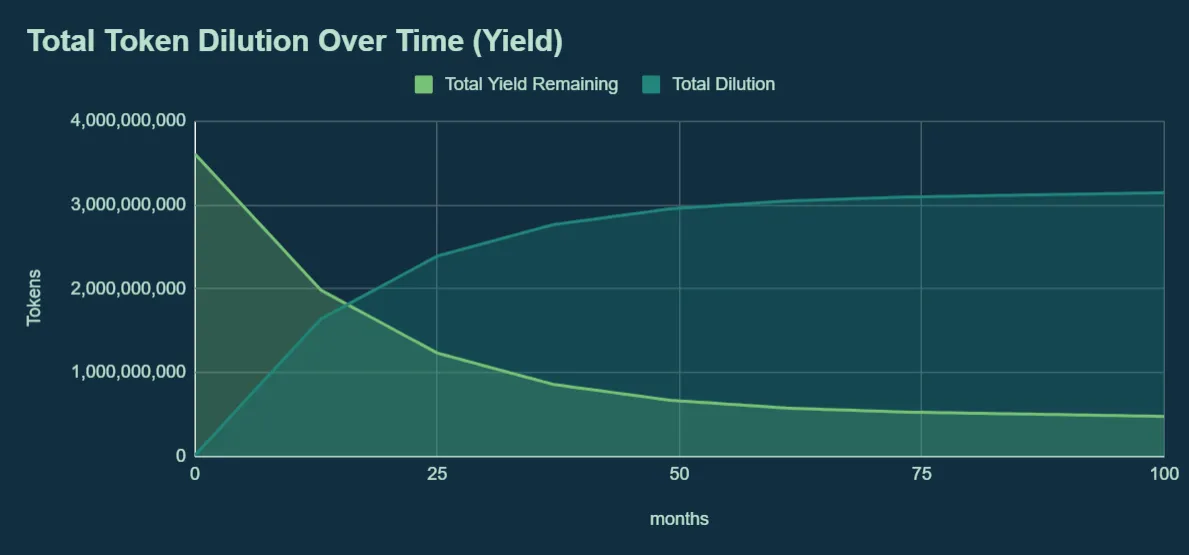 Total Token Dilution Over Time (Yield)
Total Yield Remaining Total Dilution
4,000,000,000
3,000,000,000
2,000,000,000
1,000,000,000
0
Tokens
0 25 50 75 100
months